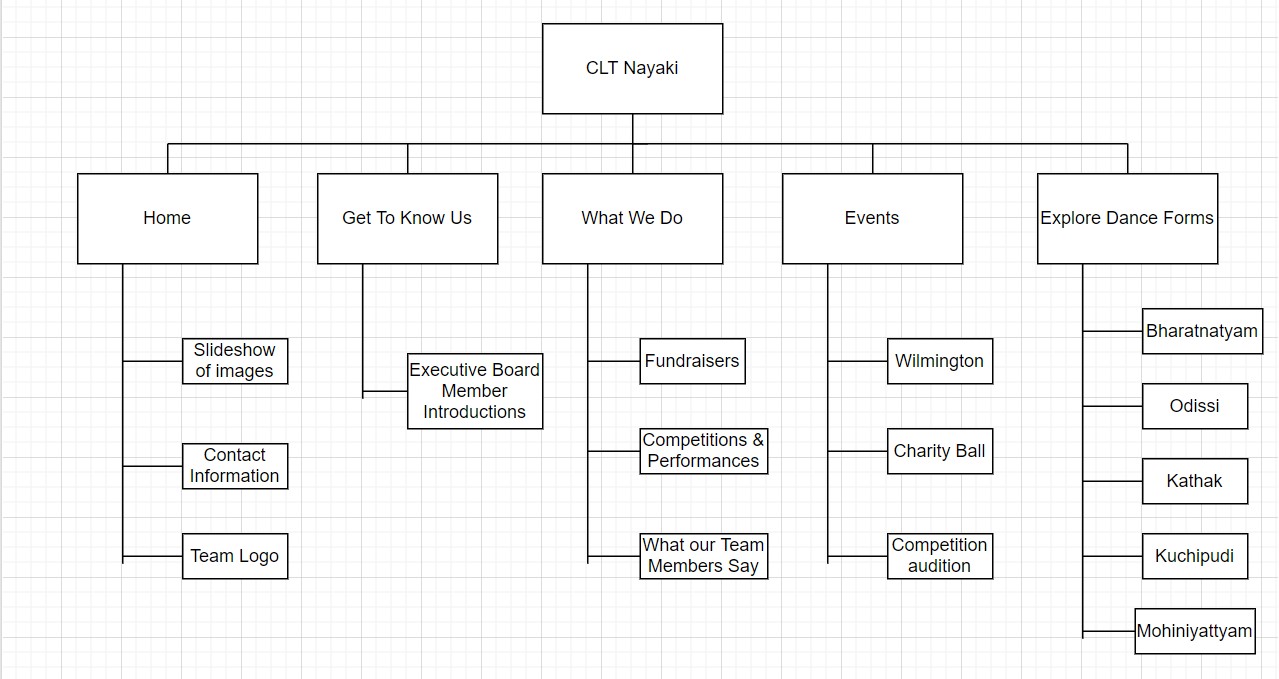 CLT Nayaki
Home
Get To Know Us
What We Do
Events
Explore Dance Forms
Slideshow
of images
Contact
Information
Team Logo
Executive Board
Member
Introductions
Fundraisers
Competitions &
Performances
What our Team
Members Say
Wilmington
Charity Ball
Competition
audition
Bharatnatyam
Odissi
Kathak
Kuchipudi
Mohiniyattyam